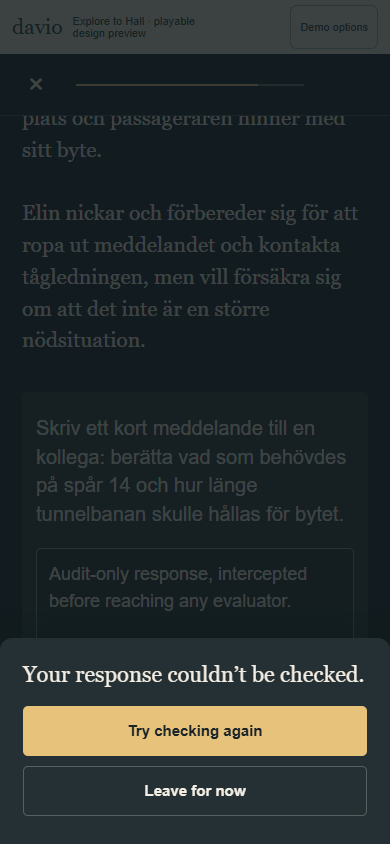 davio
Explore to Hall · playable
design preview
Demo options
plats och passageraren hinner med
sitt byte.
Elin nickar och förbereder sig för att
ropa ut meddelandet och kontakta
tågledningen, men vill försäkra sig
om att det inte är en större
nödsituation.
Skriv ett kort meddelande till en
kollega: berätta vad som behövdes
på spår 14 och hur länge
tunnelbanan skulle hållas för bytet.
Audit-only response, intercepted
before reaching any evaluator.
Your response couldn’t be checked.
Try checking again
Leave for now